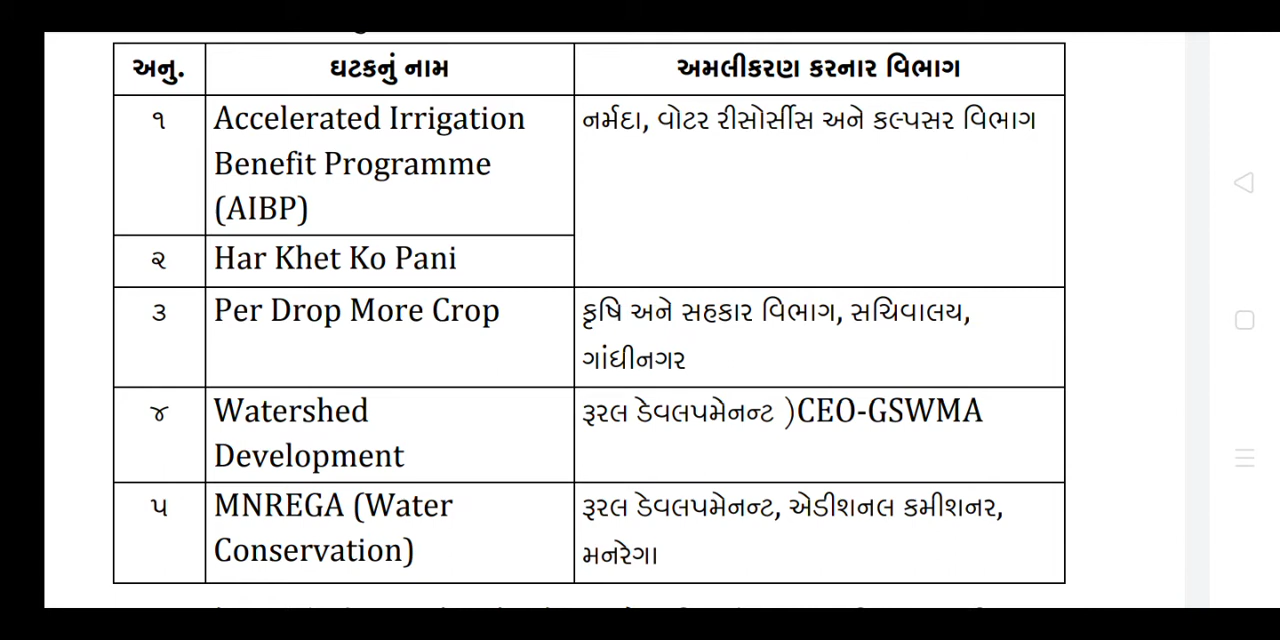 અનુ. ઘટકનું નામ અમલીકરણ કરનાર વિભાગ
૧ Accelerated Irrigation નર્મદા, વોટર રીસોર્સીસ અને કલ્પસર વિભાગ
Benefit Programme
(AIBP)
૨ Har Khet Ko Pani
૩ Per Drop More Crop કૃષિ અને સહકાર વિભાગ, સચિવાલય,
ગાંધીનગર
૪ Watershed રૂરલ ડેવલપમેનન્ટ )CEO-GSWMA
Development
૫ MNREGA (Water રૂરલ ડેવલપમેનન્ટ, એડીશનલ કમીશનર,
Conservation) મનરેગા